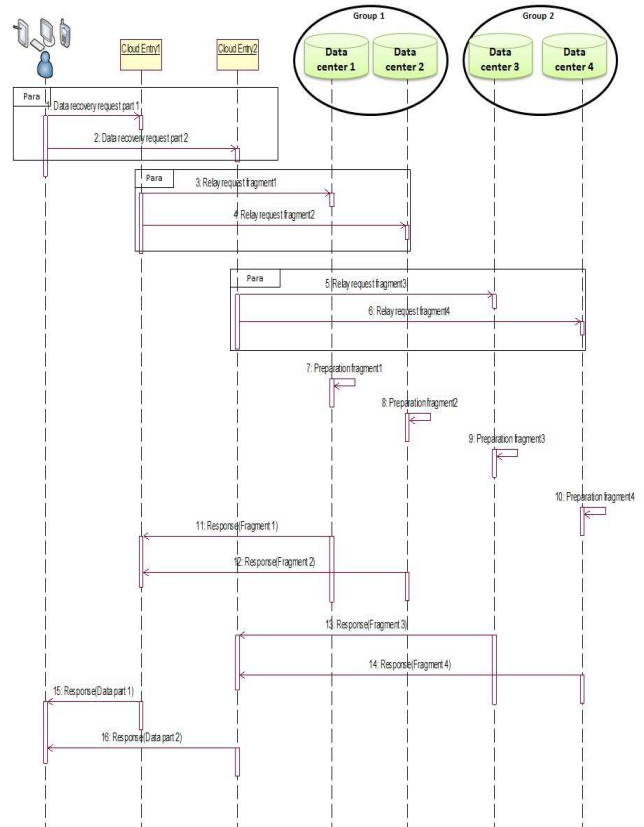 Group 1
Group 2
Cloud Entry1
Cloud Entry2
Data center 1
Data center 2
Data center 3
Data center 4
Para
1: Data recovery request part 1
2: Data recovery request part 2
Para
3: Relay request fragment1
4: Relay request fragment2
Para
5: Relay request fragment3
6: Relay request fragment4
7: Preparation fragment1
8: Preparation fragment2
9: Preparation fragment3
10: Preparation fragment4
11: Response(Fragment 1)
12: Response(Fragment 2)
13: Response(Fragment 3)
14: Response(Fragment 4)
15: Response(Data part 1)
16: Response(Data part 2)